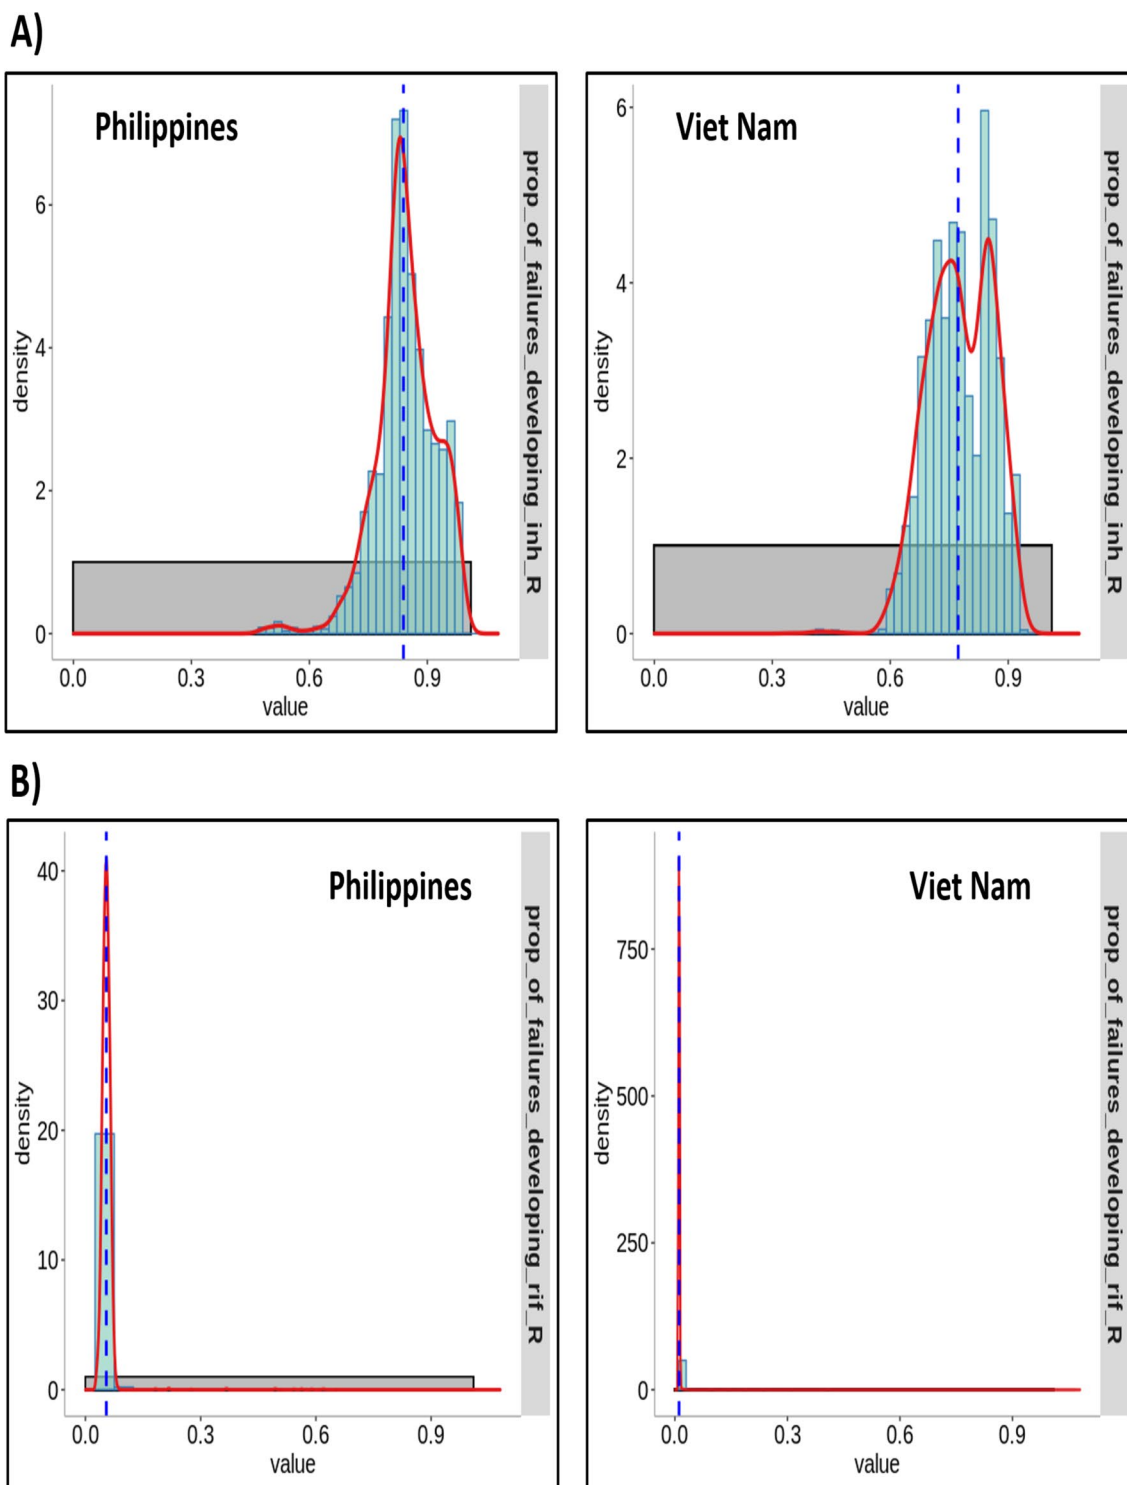 A)
Philippines
density
6
4
2
0
0.0 0.3 0.6 0.9
value
prop_of_failures_developing_inh_R
Viet Nam
density
6
4
2
0
0.0 0.3 0.6 0.9
value
prop_of_failures_developing_inh_R
B)
Philippines
density
40
30
20
10
0
0.0 0.3 0.6 0.9
value
prop_of_failures_developing_rif_R
Viet Nam
density
750
500
250
0
0.0 0.3 0.6 0.9
value
prop_of_failures_developing_rif_R